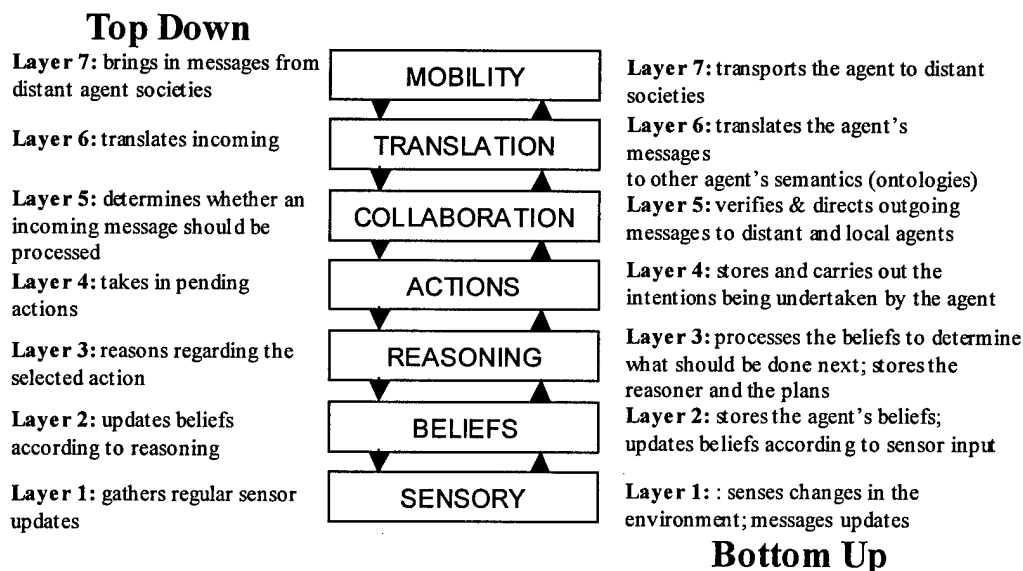 Top Down
Layer 7: brings in messages from
distant agent societies
Layer 6: translates incoming
Layer 5: determines whether an
incoming message should be
processed
Layer 4: takes in pending
actions
Layer 3: reasons regarding the
selected action
Layer 2: updates beliefs
according to reasoning
Layer 1: gathers regular sensor
updates
MOBILITY
TRANSLATION
COLLABORATION
ACTIONS
REASONING
BELIEFS
SENSORY
Layer 7: transports the agent to distant
societies
Layer 6: translates the agent's
messages
to other agent's semantics (ontologies)
Layer 5: verifies & directs outgoing
messages to distant and local agents
Layer 4: stores and carries out the
intentions being undertaken by the agent
Layer 3: processes the beliefs to determine
what should be done next; stores the
reasoner and the plans
Layer 2: stores the agent's beliefs;
updates beliefs according to sensor input
Layer 1: : senses changes in the
environment; messages updates
Bottom Up